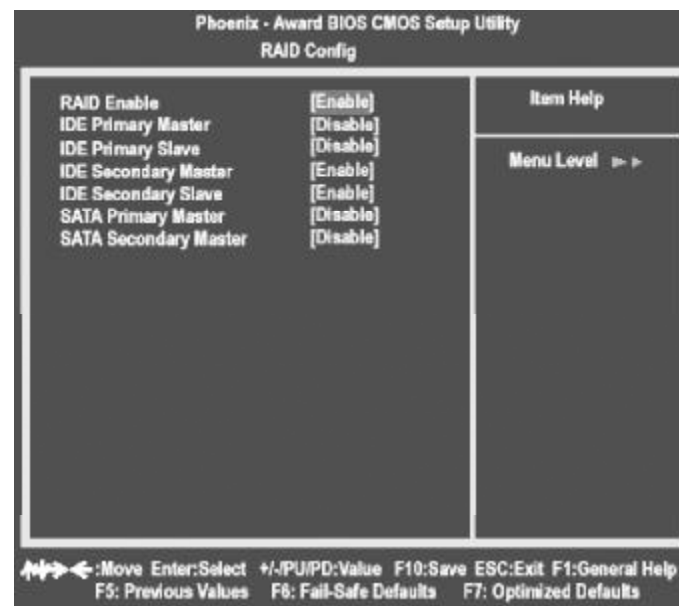 Phoenix - Award BIOS CMOS Setup Utility
RAID Config
RAID Enable [Enable]
IDE Primary Master [Disable]
IDE Primary Slave [Disable]
IDE Secondary Master [Enable]
IDE Secondary Slave [Enable]
SATA Primary Master [Disable]
SATA Secondary Master [Disable]
Item Help
Menu Level
:Move Enter:Select +/-/PU/PD:Value F10:Save ESC:Exit F1:General Help
F5: Previous Values F6: Fail-Safe Defaults F7: Optimized Defaults